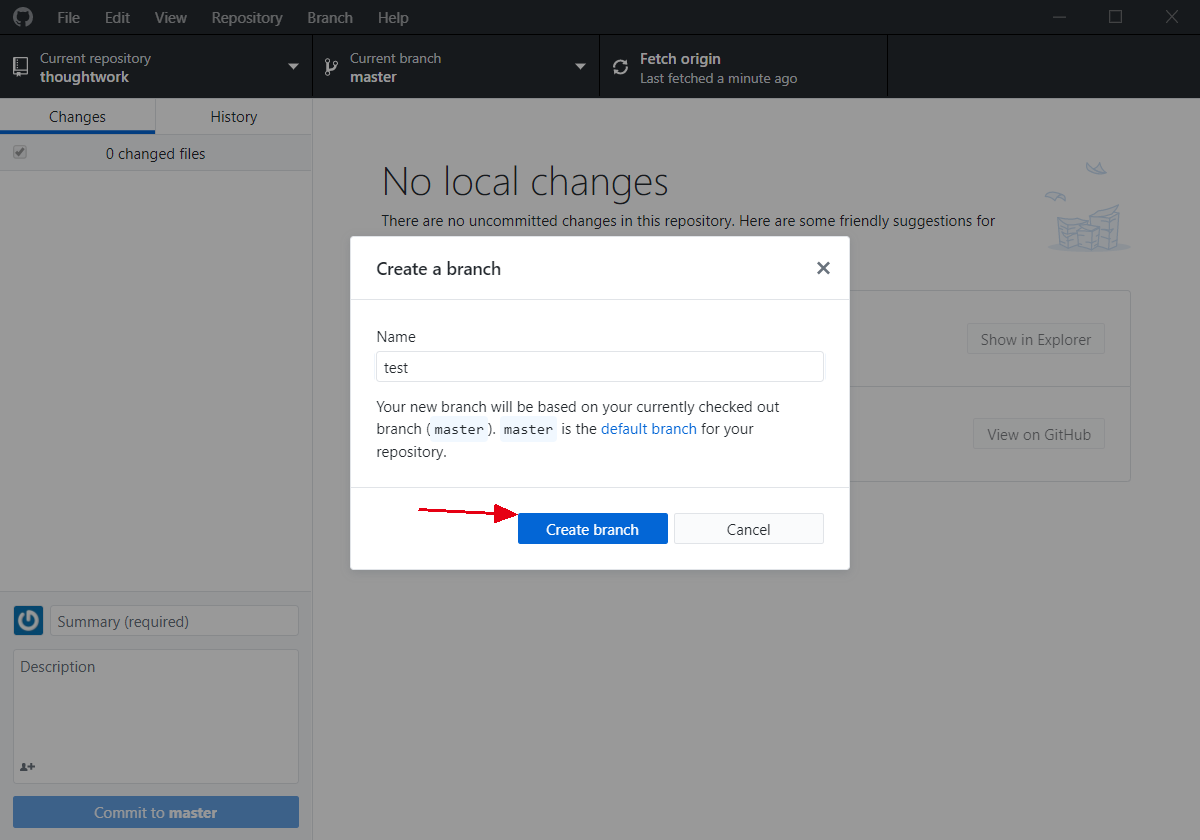 File Edit View Repository Branch Help
Current repository
thoughtwork
Current branch
master
Fetch origin
Last fetched a minute ago
Changes
History
0 changed files
No local changes
There are no uncommitted changes in this repository. Here are some friendly suggestions for
Create a branch
Name
test
Your new branch will be based on your currently checked out
branch ( master ). master is the default branch for your
repository.
Create branch
Cancel
Show in Explorer
View on GitHub
Summary (required)
Description
Commit to master